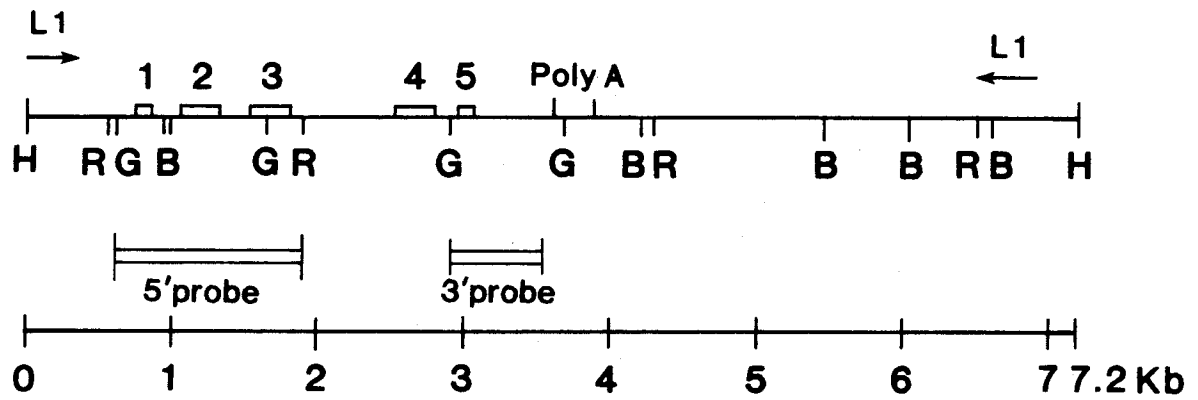 L1
L1
1 2 3 4 5 Poly A
H R G B G R G G B R B B R B H
5'probe 3'probe
0 1 2 3 4 5 6 7 7.2 Kb